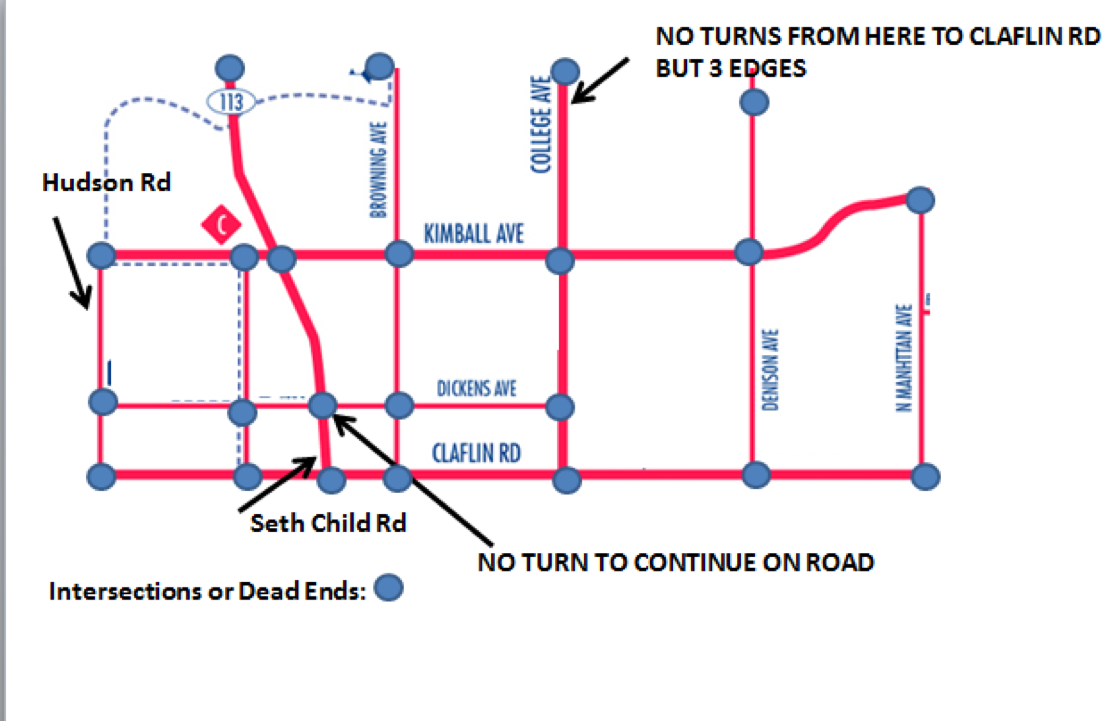 NO TURNS FROM HERE TO CLAFLIN RD
BUT 3 EDGES
113
COLLEGE AVE
BROWNING AVE
Hudson Rd
C
KIMBALL AVE
DENISON AVE
N MANHTTAN AVE
DICKENS AVE
CLAFLIN RD
Seth Child Rd
NO TURN TO CONTINUE ON ROAD
Intersections or Dead Ends: